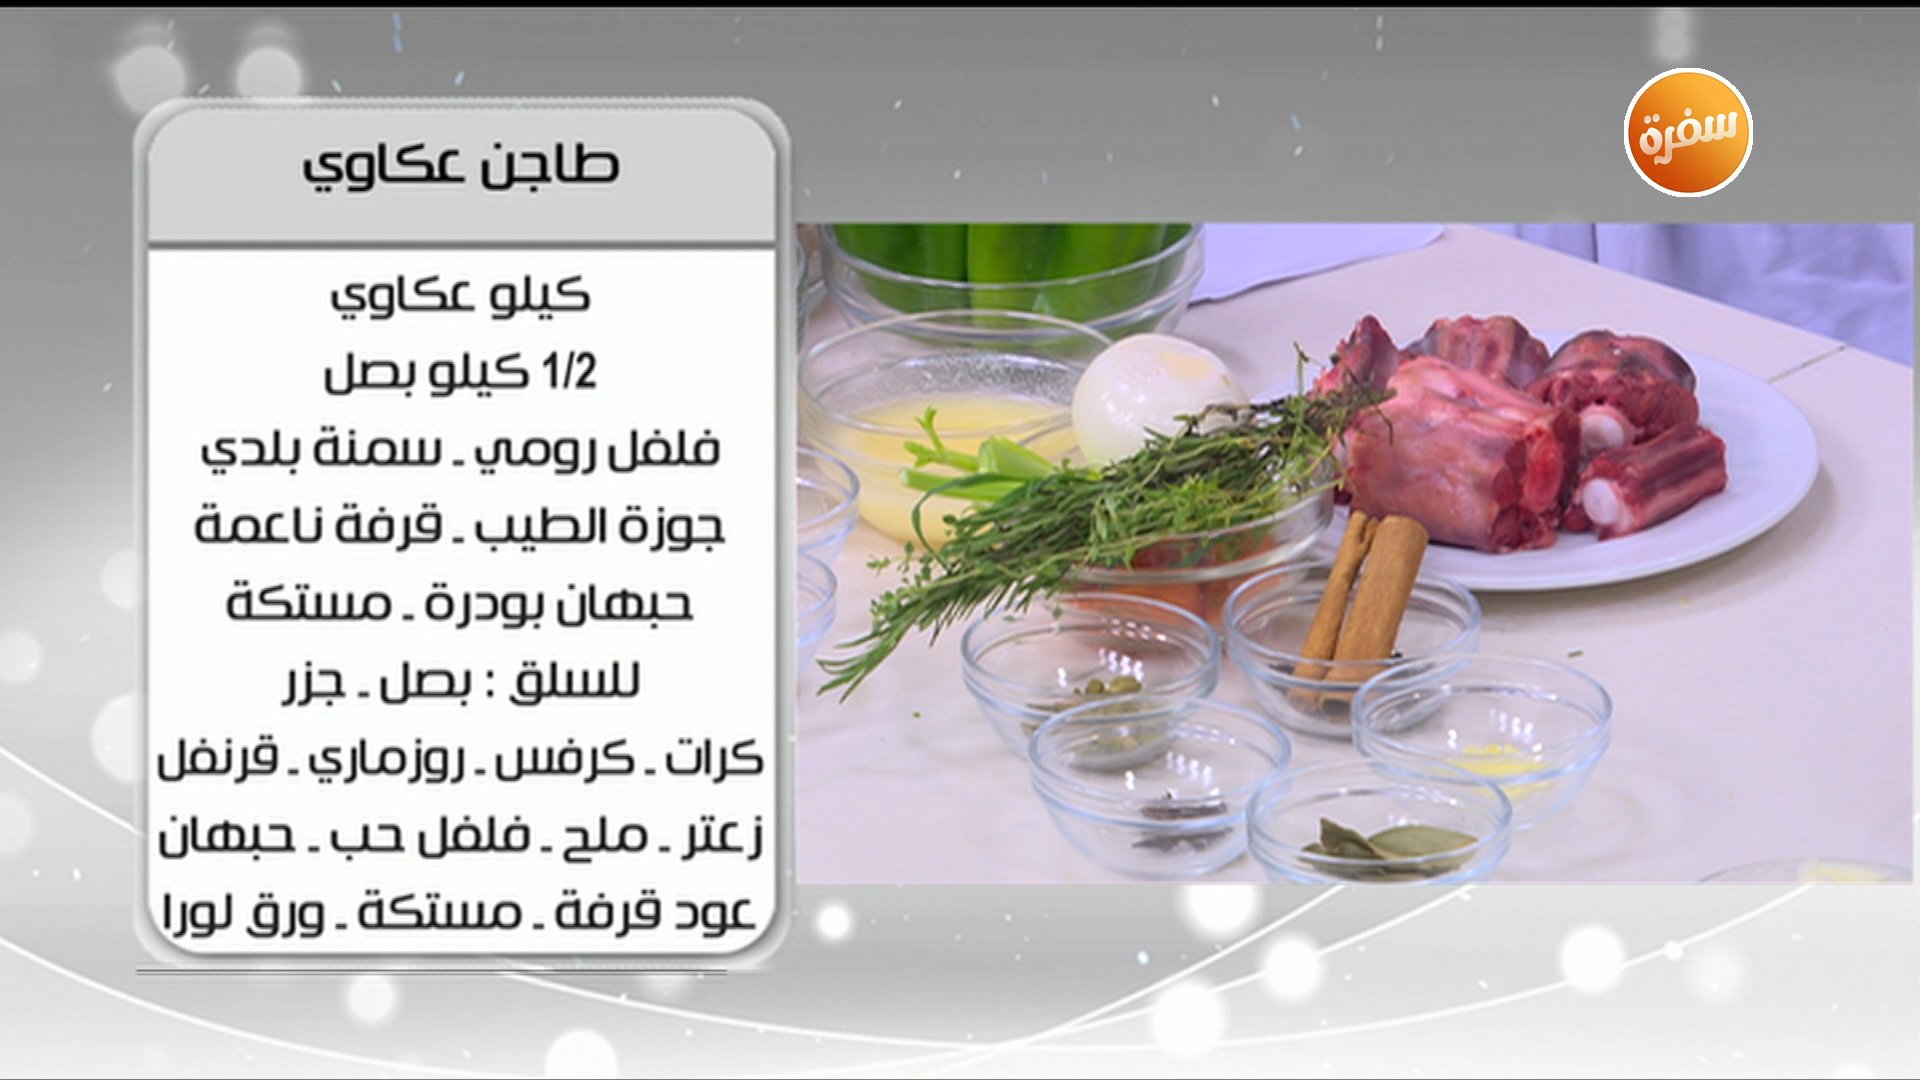 سفرة
طاجن عكاوي
كيلو عكاوي
1/2 كيلو بصل
فلفل رومي - سمنة بلدي
جوزة الطيب - قرفة ناعمة
حبهان بودرة - مستكة
للسلق : بصل - جزر
كرات - كرفس - روزماري - قرنفل
زعتر - ملح - فلفل حب - حبهان
عود قرفة - مستكة - ورق لورا